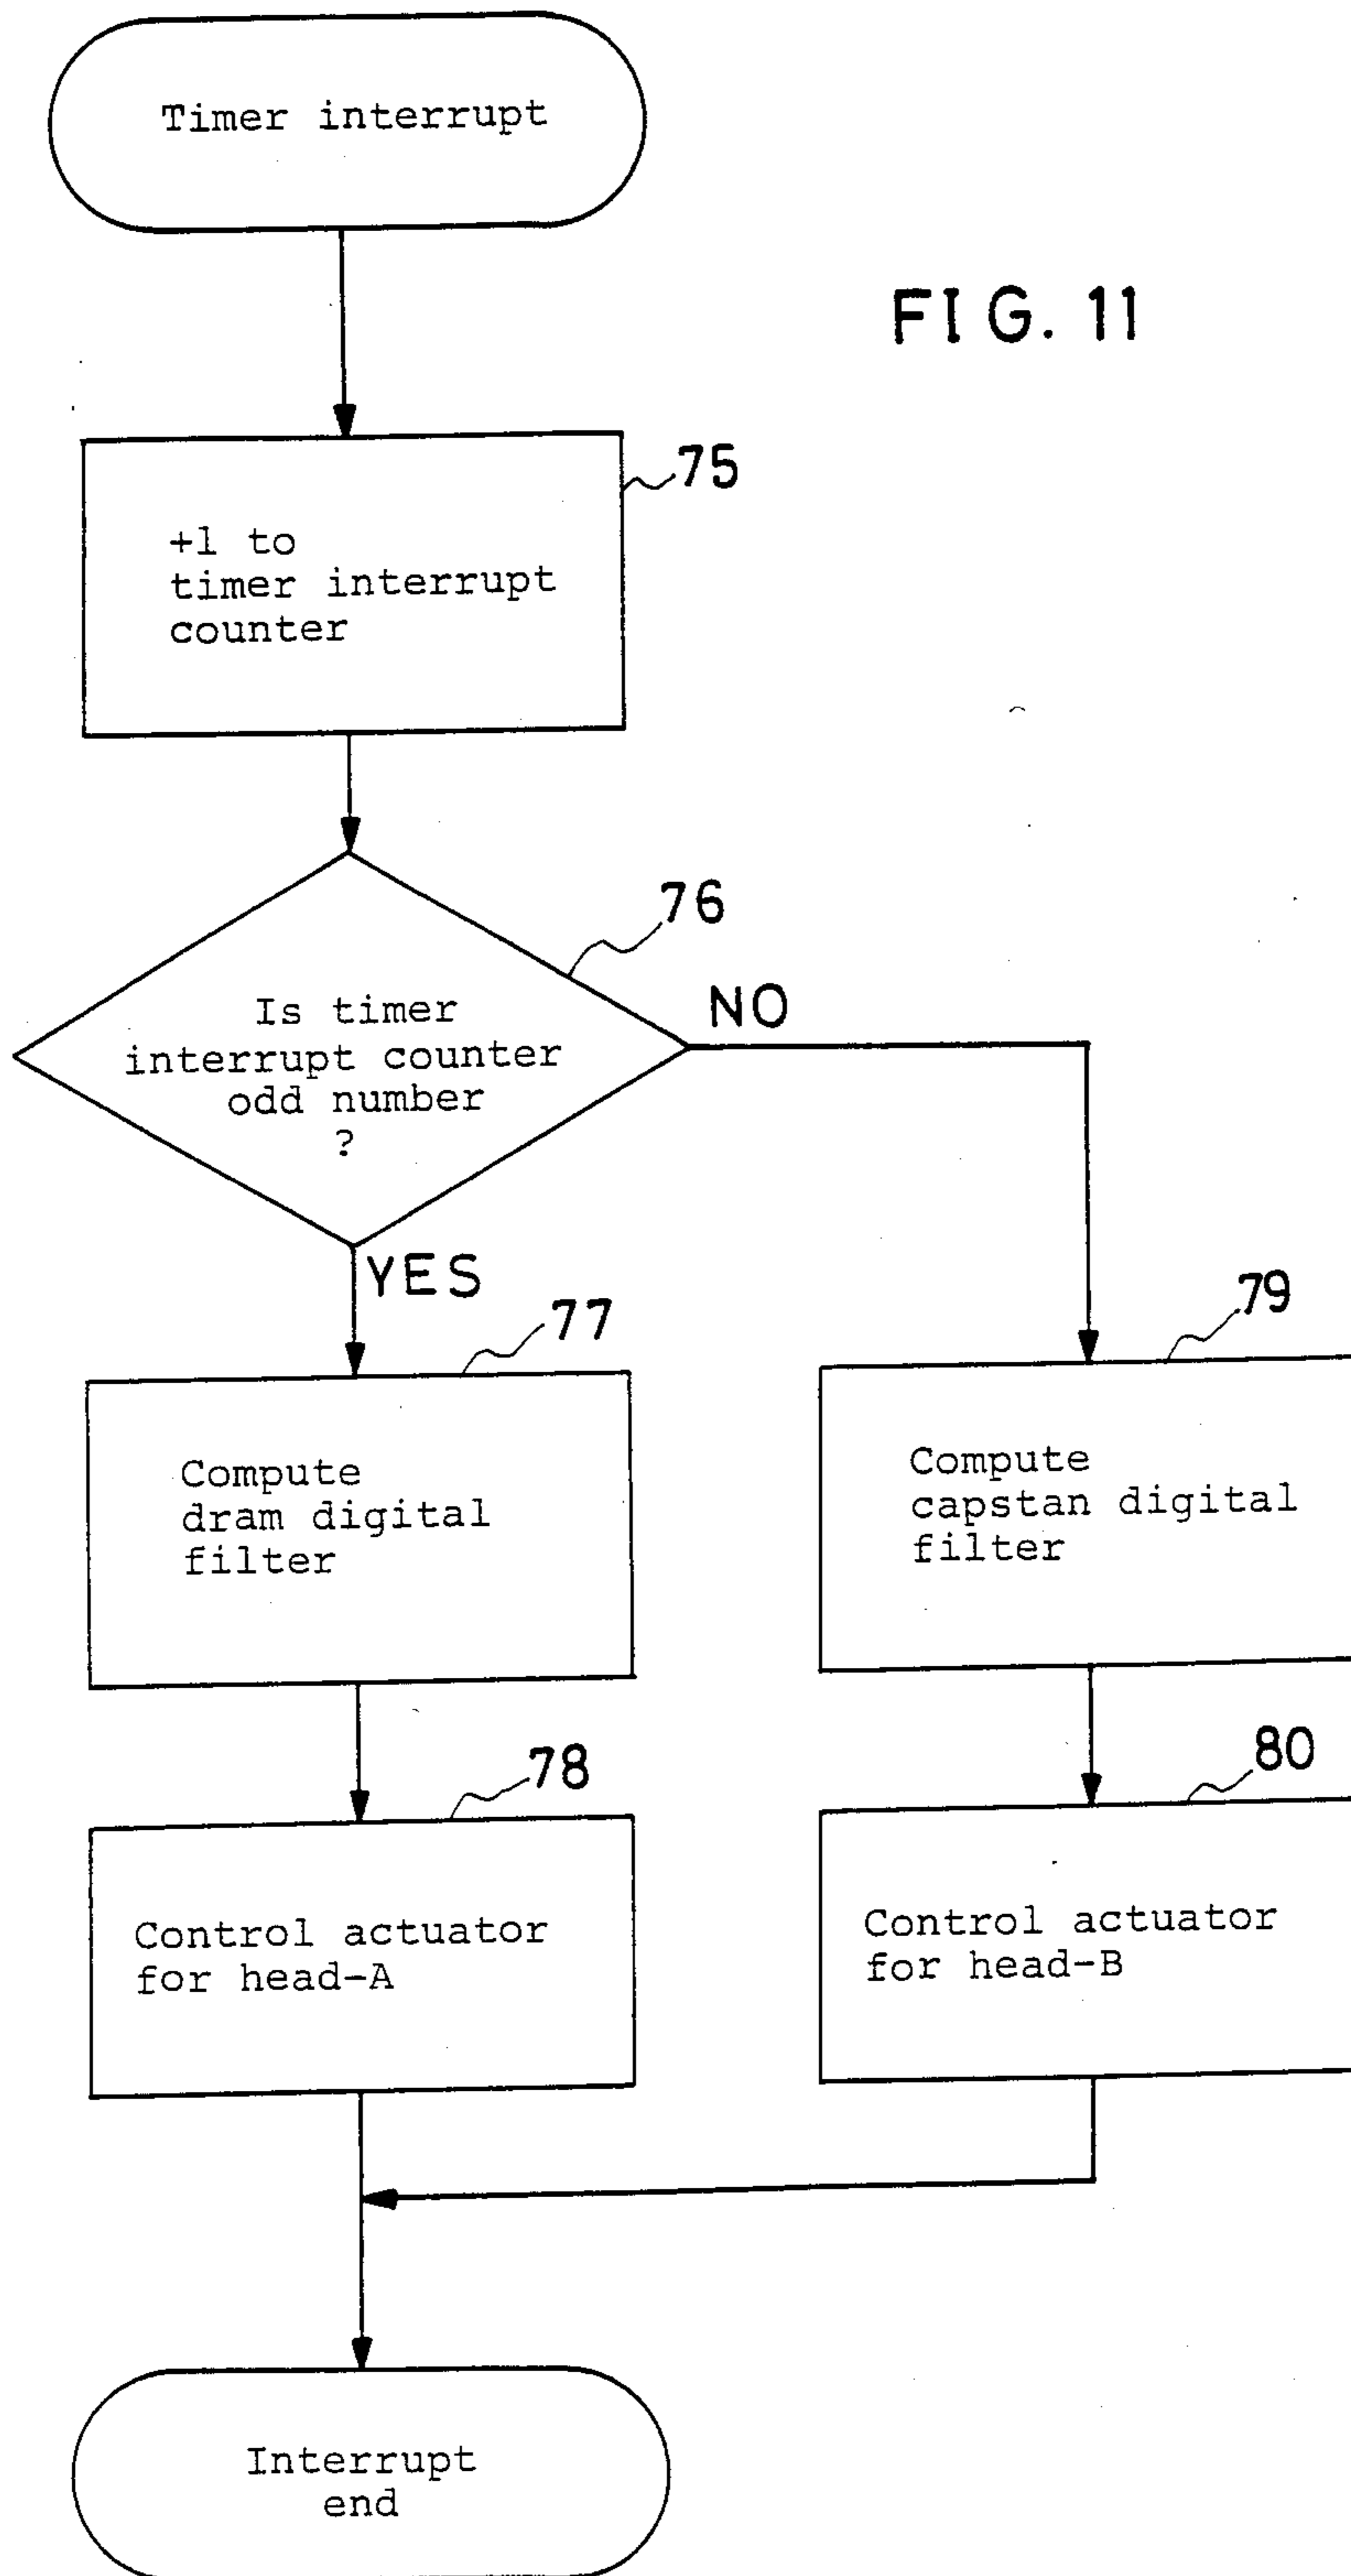 Timer interrupt
FIG. 11
75
+1 to
timer interrupt
counter
76
Is timer
interrupt counter
odd number
?
NO
YES
77
Compute
dram digital
filter
79
Compute
capstan digital
filter
78
Control actuator
for head-A
80
Control actuator
for head-B
Interrupt
end